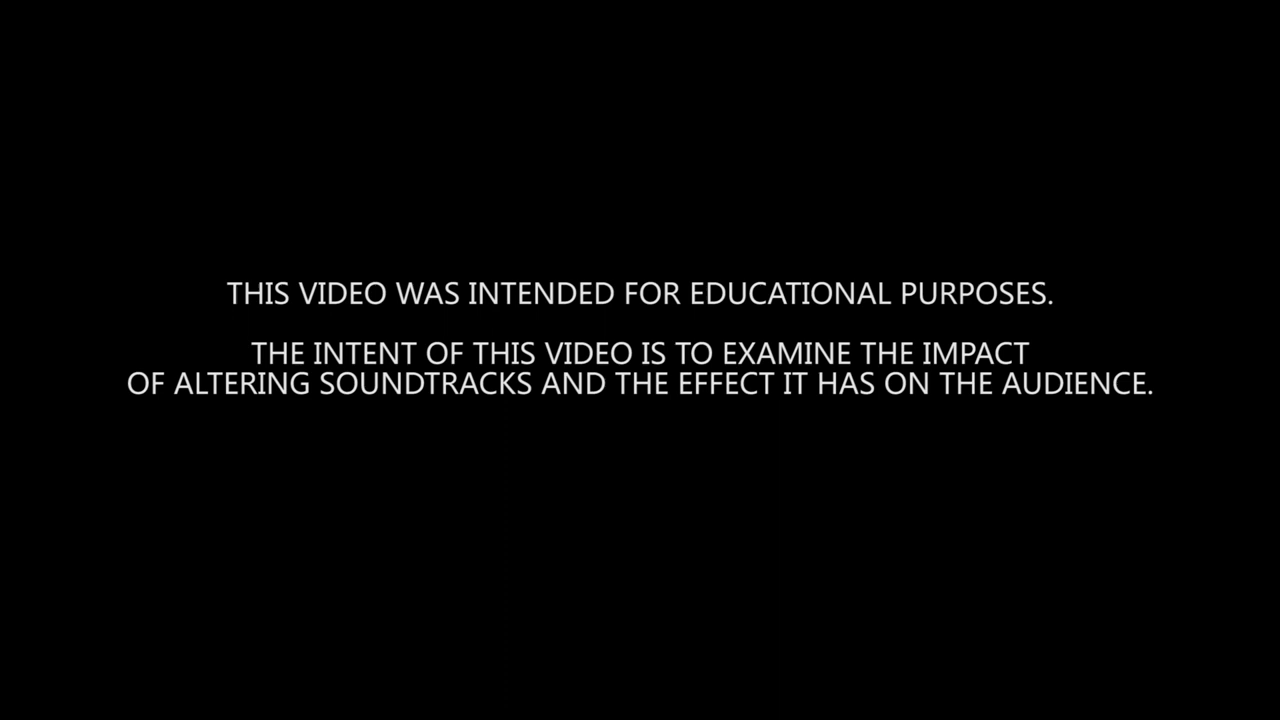 THIS VIDEO WAS INTENDED FOR EDUCATIONAL PURPOSES.
THE INTENT OF THIS VIDEO IS TO EXAMINE THE IMPACT
OF ALTERING SOUNDTRACKS AND THE EFFECT IT HAS ON THE AUDIENCE.